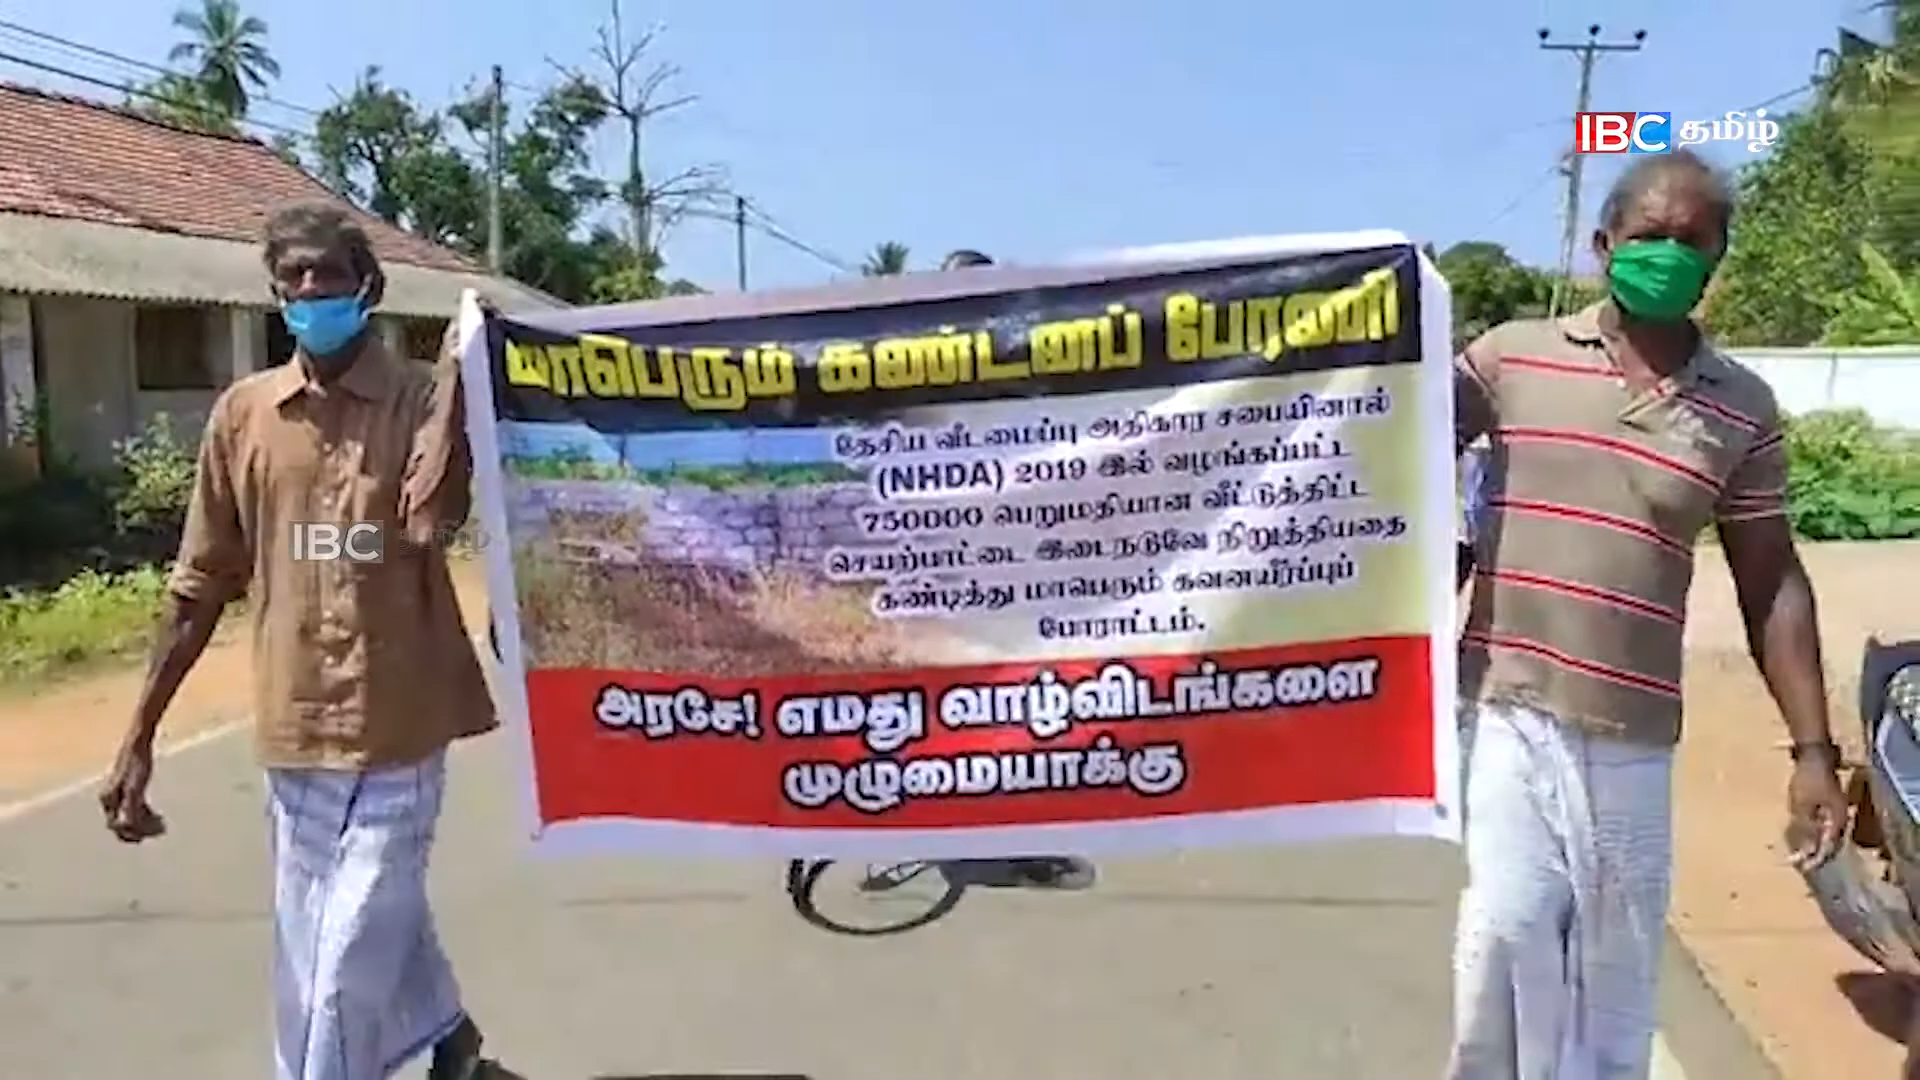 IBC தமிழ்
மாபெரும் கண்டனப் பேரணி
தேசிய வீடமைப்பு அதிகார சபையினால்
(NHDA) 2019 இல் வழங்கப்பட்ட
750000 பெறுமதியான வீட்டுத்திட்ட
செயற்பாட்டை இடைநடுவே நிறுத்தியதை
கண்டித்து மாபெரும் கவனயீர்ப்புப்
போராட்டம்.
அரசே! எமது வாழ்விடங்களை
முழுமையாக்கு
IBC தமிழ்